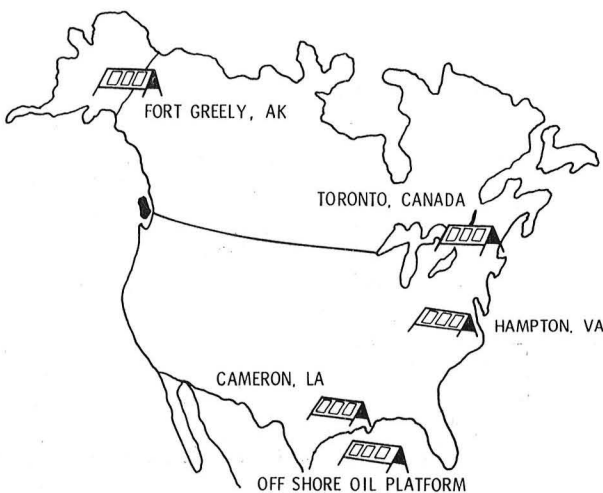 FORT GREELY, AK
TORONTO, CANADA
HAMPTON, VA
CAMERON, LA
OFF SHORE OIL PLATFORM